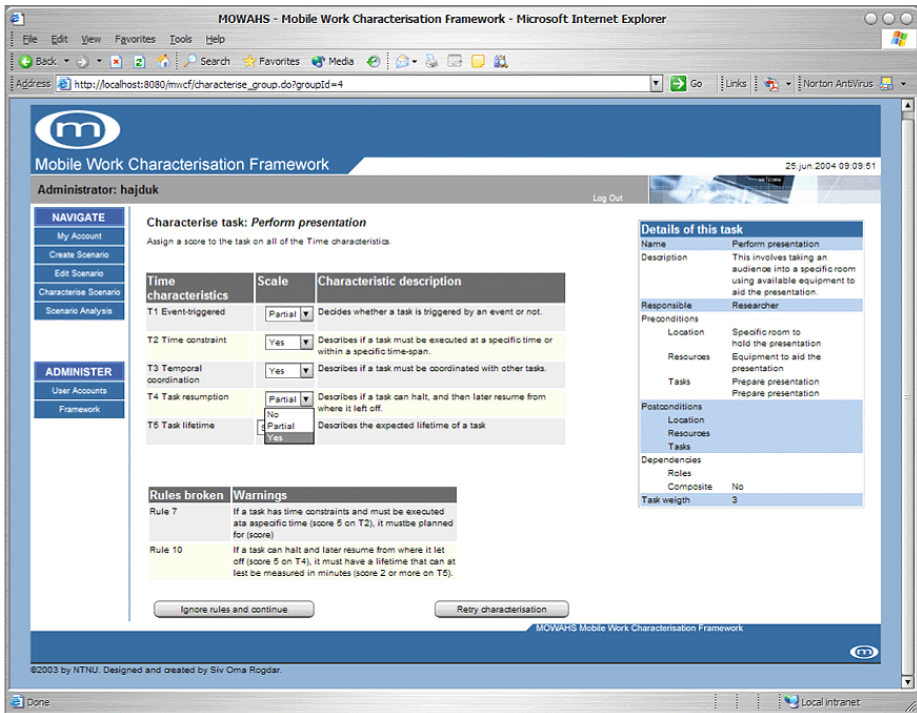 MOWAHS - Mobile Work Characterisation Framework - Microsoft Internet Explorer
File Edit View Favorites Tools Help
Back Search Favorites Media
Address http://localhost:8080/mwcf/characterise_group.do?groupId=4 Go Links Norton AntiVirus
m
Mobile Work Characterisation Framework
25.jun.2004 09:09:51
Administrator: hajduk
Log Out
NAVIGATE
My Account
Create Scenario
Edit Scenario
Characterise Scenario
Scenario Analysis
ADMINISTER
User Accounts
Framework
Characterise task: Perform presentation
Assign a score to the task on all of the Time characteristics.
Time characteristics Scale Characteristic description
T1 Event-triggered Partial Decides whether a task is triggered by an event or not.
T2 Time constraint Yes Describes if a task must be executed at a specific time or
within a specific time-span.
T3 Temporal Yes Describes if a task must be coordinated with other tasks.
coordination
T4 Task resumption Partial Describes if a task can halt, and then later resume from
where it left off.
No
Partial
Yes
T5 Task lifetime Describes the expected lifetime of a task
Rules broken Warnings
Rule 7 If a task has time constraints and must be executed
ata aspecific time (score 5 on T2), it mustbe planned
for (score)
Rule 10 If a task can halt and later resume from where it let
off (score 5 on T4), it must have a lifetime that can at
lest be measured in minutes (score 2 or more on T5).
Ignore rules and continue Retry characterisation
Details of this task
Name Perform presentation
Description This involves taking an
audience into a specific room
using available equipment to
aid the presentation.
Responsible Researcher
Preconditions
Location Specific room to
hold the presentation
Resources Equipment to aid the
presentation
Tasks Prepare presentation
Prepare presentation
Postconditions
Location
Resources
Tasks
Dependencies
Roles
Composite No
Task weigth 3
MOWAHS Mobile Work Characterisation Framework
m
©2003 by NTNU. Designed and created by Siv Oma Rogdar.
Done Local intranet